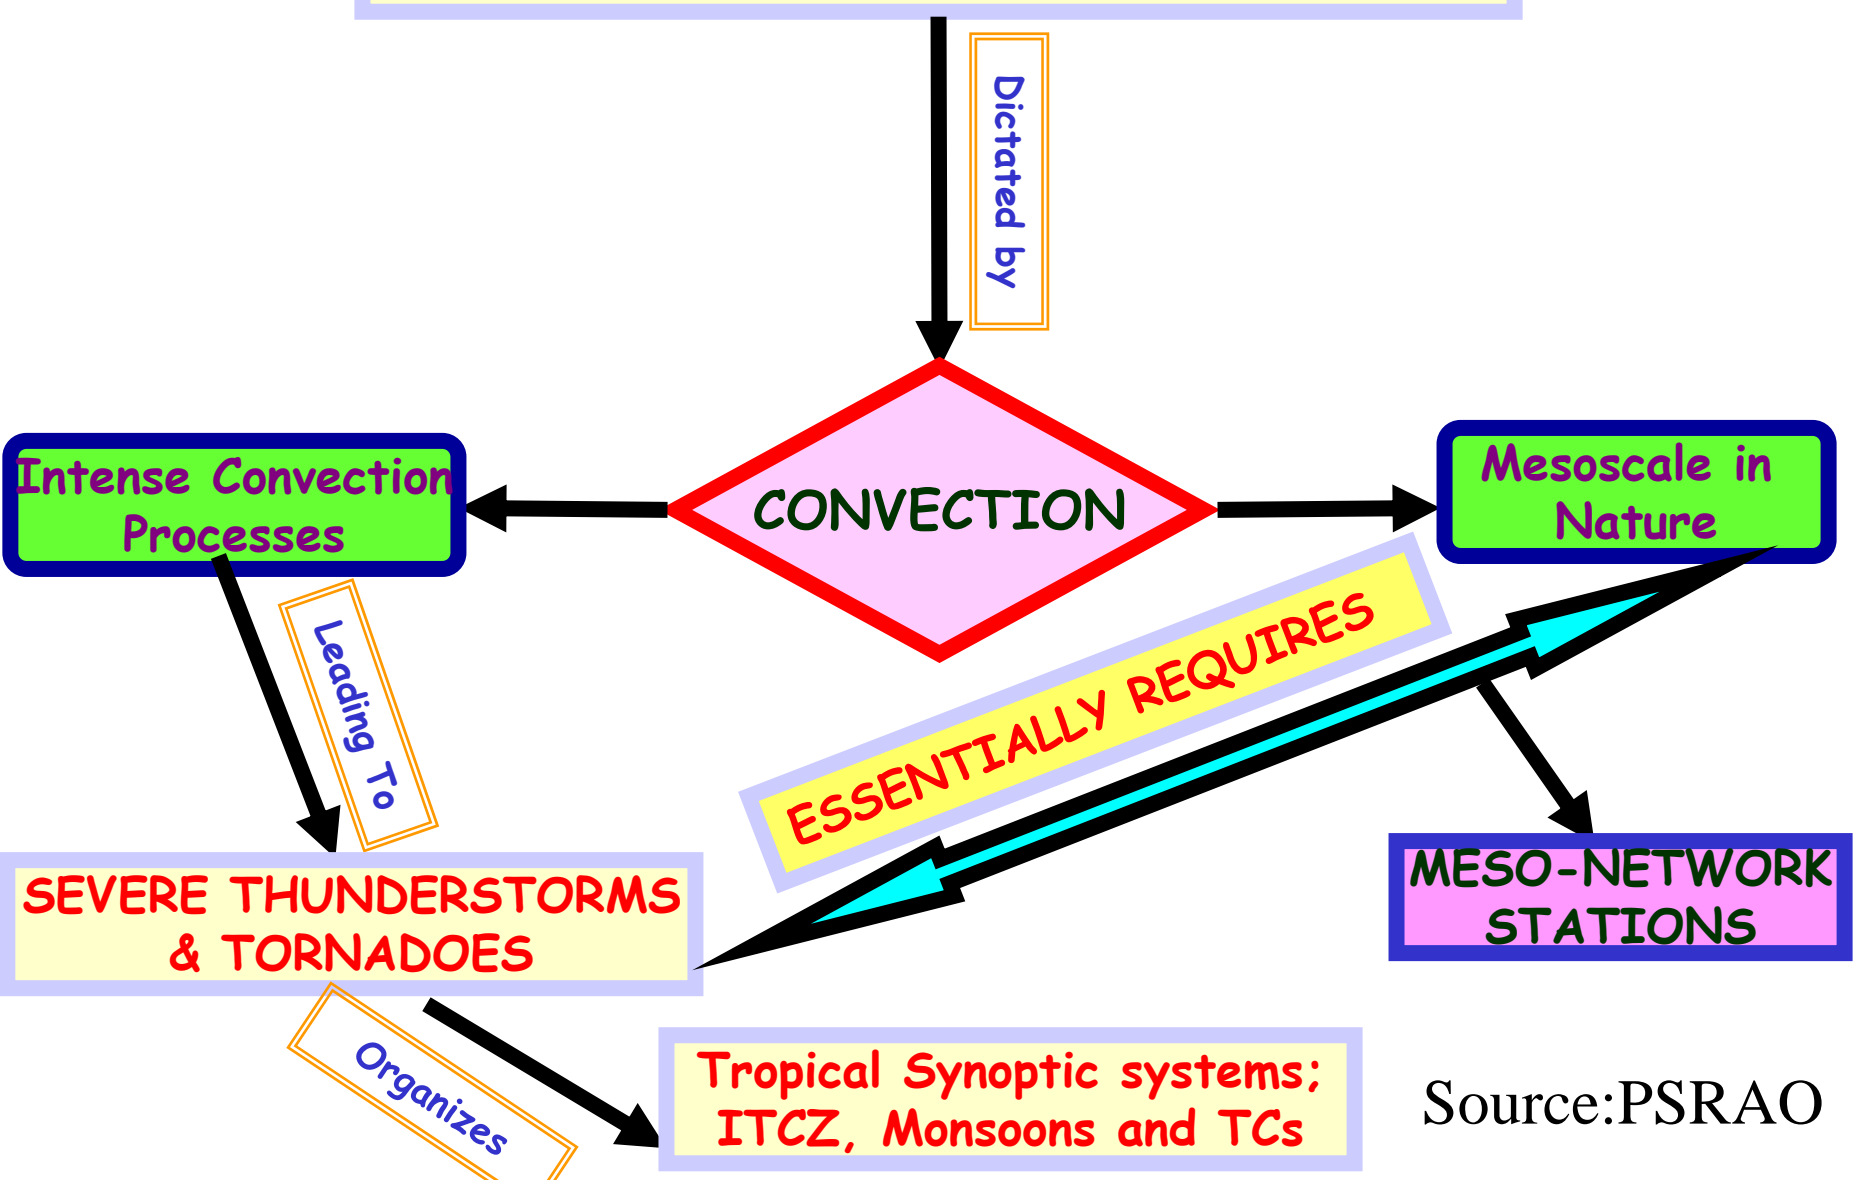 Dictated by
Intense Convection
Processes
CONVECTION
Mesoscale in
Nature
Leading To
ESSENTIALLY REQUIRES
SEVERE THUNDERSTORMS
& TORNADOES
MESO-NETWORK
STATIONS
Organizes
Tropical Synoptic systems;
ITCZ, Monsoons and TCs
Source:PSRAO